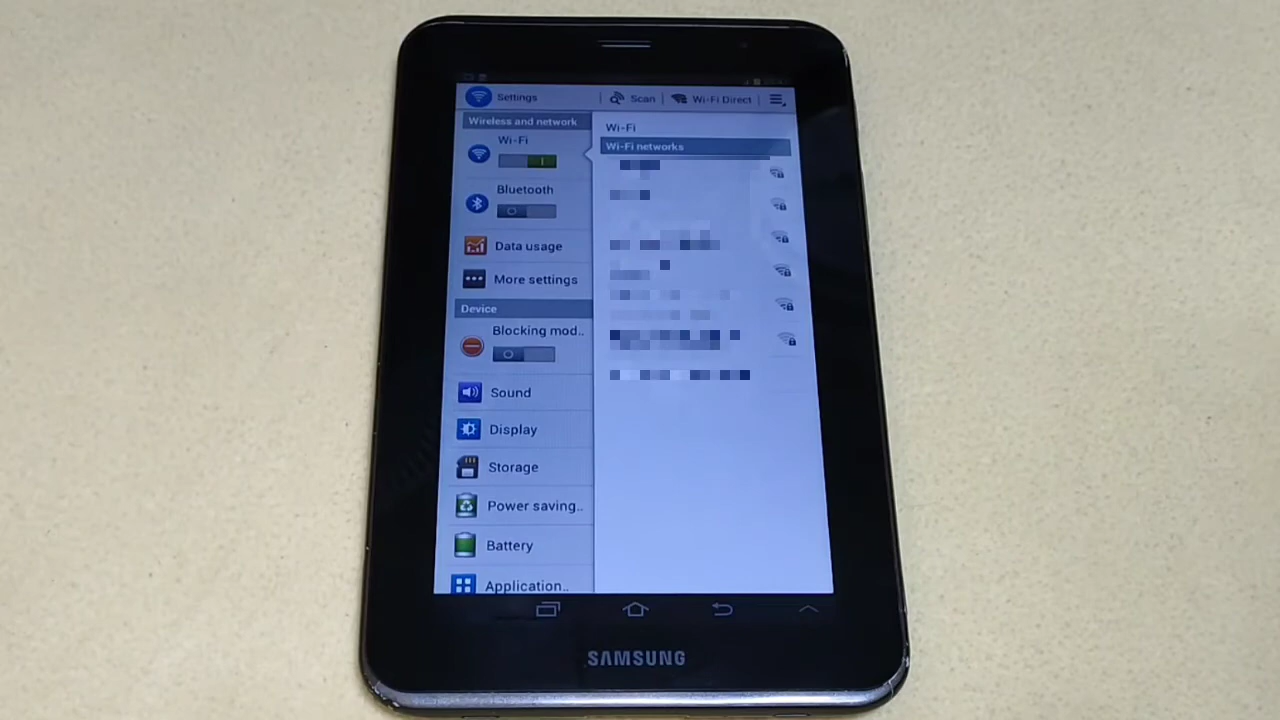 Settings
Scan
Wi-Fi Direct
Wireless and network
Wi-Fi
Bluetooth
Data usage
More settings
Device
Blocking mod..
Sound
Display
Storage
Power saving..
Battery
Application..
Wi-Fi
Wi-Fi networks
SAMSUNG